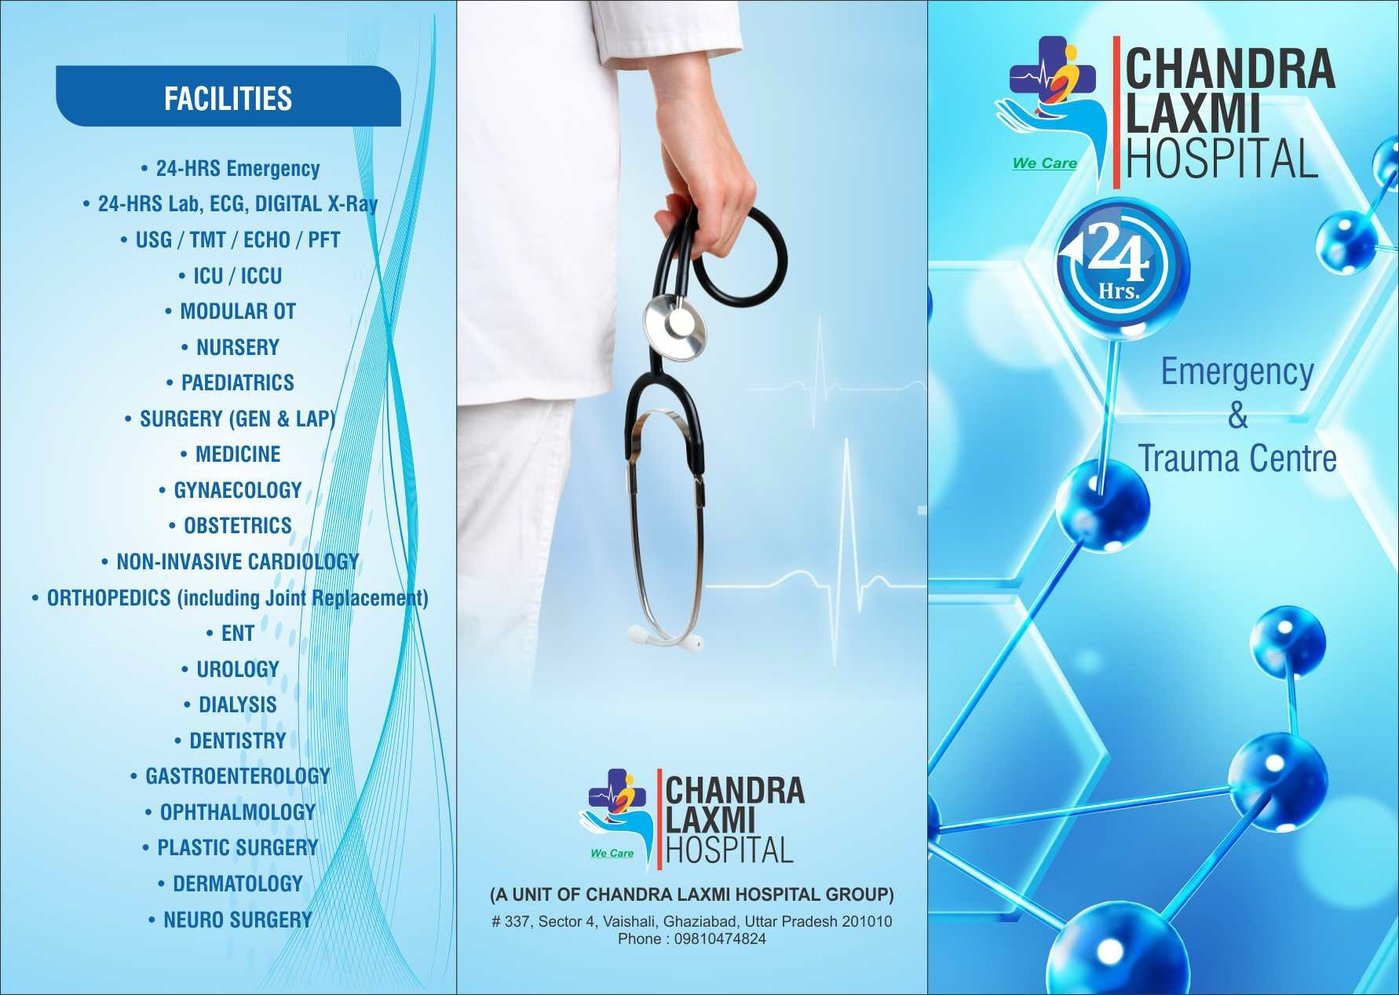 FACILITIES
• 24-HRS Emergency
• 24-HRS Lab, ECG, DIGITAL X-Ray
• USG / TMT / ECHO / PFT
• ICU / ICCU
• MODULAR OT
• NURSERY
• PAEDIATRICS
• SURGERY (GEN & LAP)
• MEDICINE
• GYNAECOLOGY
• OBSTETRICS
• NON-INVASIVE CARDIOLOGY
• ORTHOPEDICS (including Joint Replacement)
• ENT
• UROLOGY
• DIALYSIS
• DENTISTRY
• GASTROENTEROLOGY
• OPHTHALMOLOGY
• PLASTIC SURGERY
• DERMATOLOGY
• NEURO SURGERY
We Care
CHANDRA
LAXMI
HOSPITAL
(A UNIT OF CHANDRA LAXMI HOSPITAL GROUP)
# 337, Sector 4, Vaishali, Ghaziabad, Uttar Pradesh 201010
Phone : 09810474824
We Care
CHANDRA
LAXMI
HOSPITAL
24
Hrs.
Emergency
&
Trauma Centre